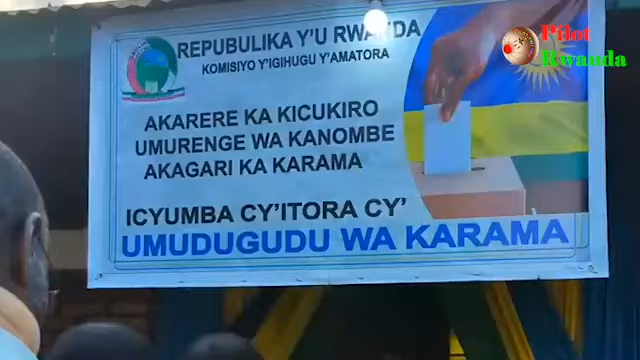 REPUBULIKA Y'U RWANDA
KOMISIYO Y'IGIHUGU Y'AMATORA
AKARERE KA KICUKIRO
UMURENGE WA KANOMBE
AKAGARI KA KARAMA
ICYUMBA CY'ITORA CY'
UMUDUGUDU WA KARAMA
Pilot
Rwanda